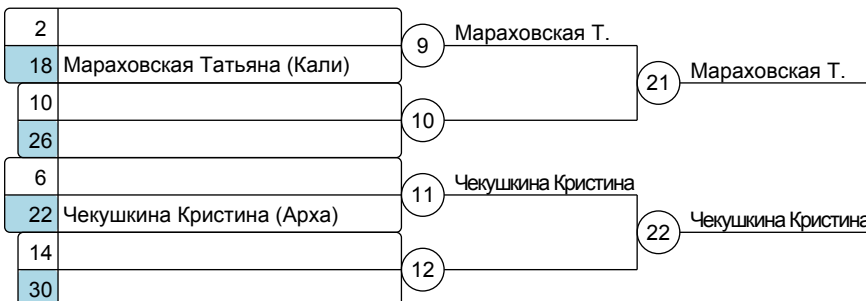 2
18 Мараховская Татьяна (Кали)
9 Мараховская Т.
21 Мараховская Т.
10
26
10
6
22 Чекушкина Кристина (Арха)
11 Чекушкина Кристина
22 Чекушкина Кристина
14
30
12